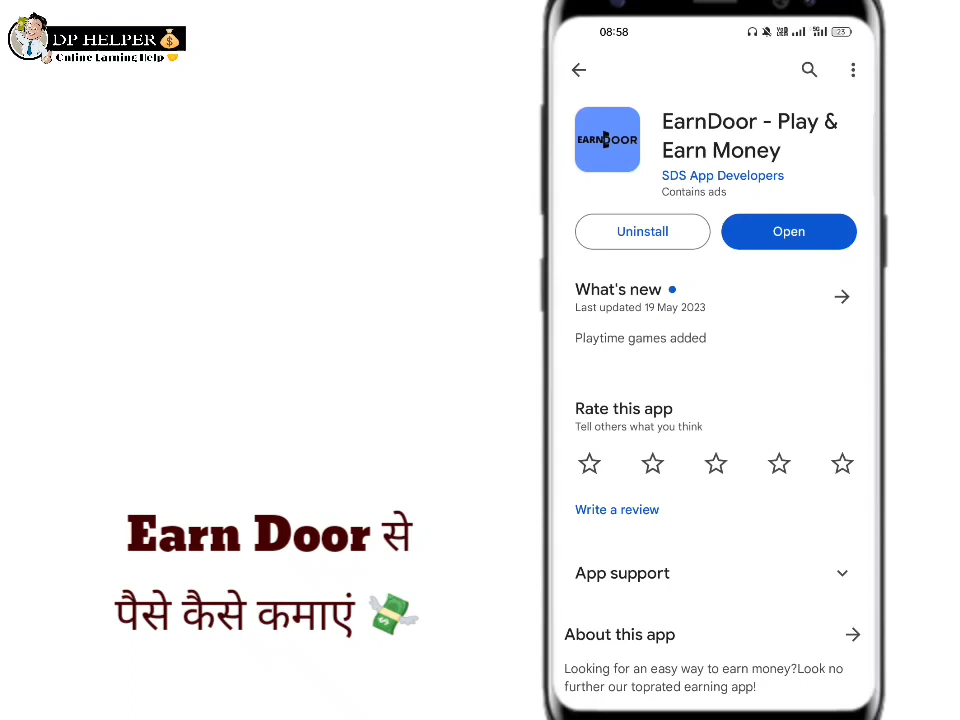 DP HELPER
Online Larning Help
Earn Door से
पैसे कैसे कमाएं
08:58
23
EARNDOOR
EarnDoor - Play &
Earn Money
SDS App Developers
Contains ads
Uninstall
Open
What's new
Last updated 19 May 2023
Playtime games added
Rate this app
Tell others what you think
Write a review
App support
About this app
Looking for an easy way to earn money?Look no
further our toprated earning app!